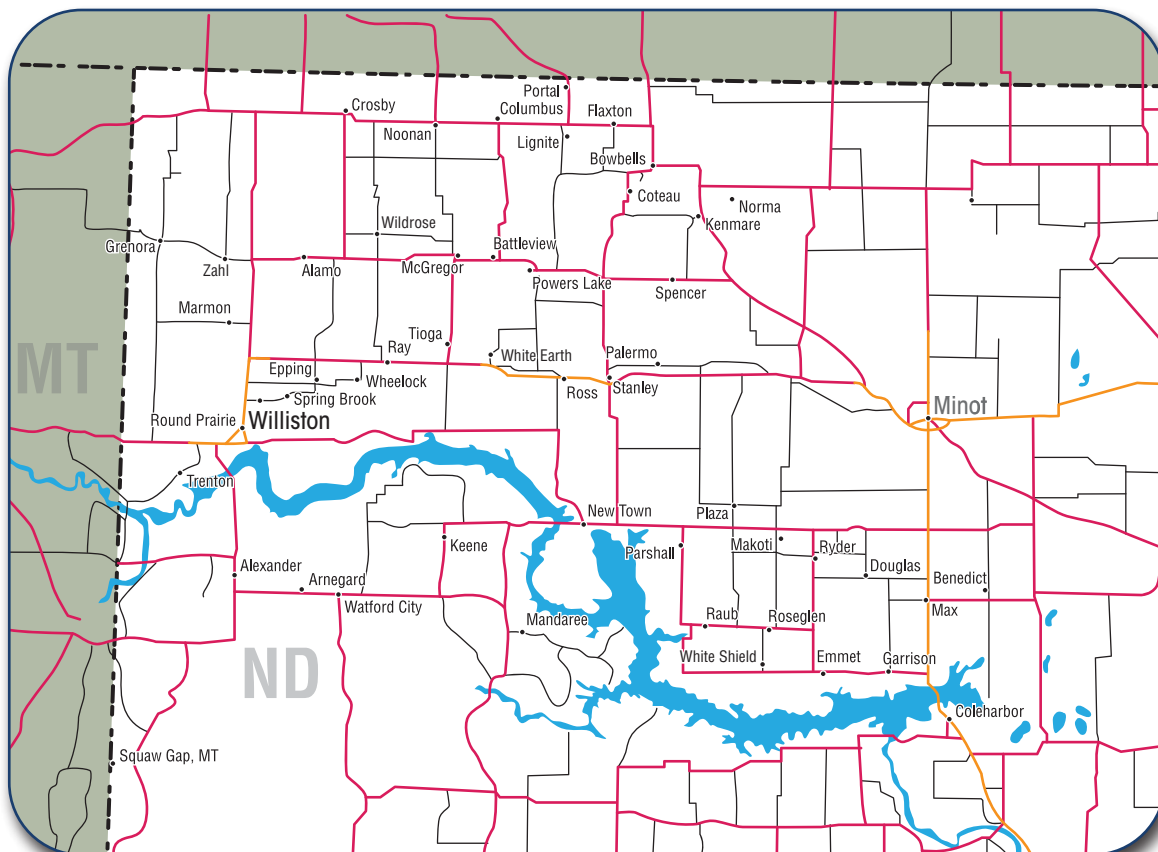 Portal
Crosby
Columbus
Flaxton
Noonan
Lignite
Bowbells
Coteau
Norma
Kenmare
Wildrose
Grenora
Battleview
Zahl
Alamo
McGregor
Powers Lake
Spencer
Marmon
Tioga
MT
Ray
White Earth
Palermo
Epping
Wheelock
Ross
Stanley
Spring Brook
Minot
Round Prairie
Williston
Trenton
New Town
Plaza
Keene
Parshall
Makoti
Ryder
Alexander
Douglas
Arnegard
Benedict
Watford City
Max
Mandaree
Raub
Roseglen
ND
White Shield
Emmet
Garrison
Coleharbor
Squaw Gap, MT